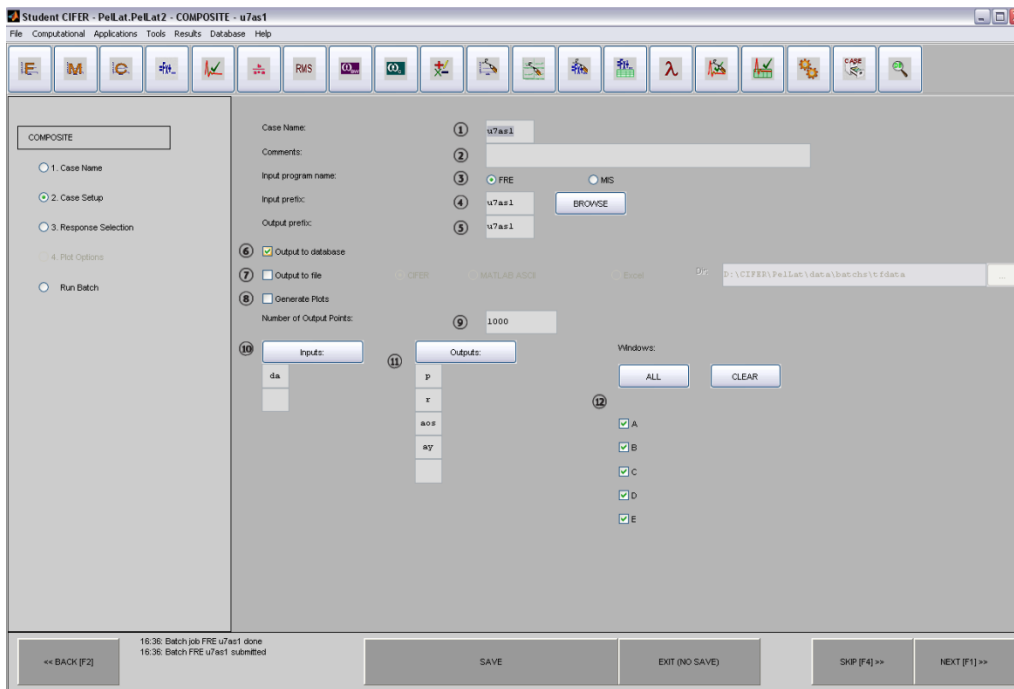 Student CIFER - PelLat.PelLat2 - COMPOSITE - u7as1
File Computational Applications Tools Results Database Help
E M C RMS λ CASE
COMPOSITE
1. Case Name
2. Case Setup
3. Response Selection
4. Plot Options
Run Batch
Case Name: 1 u7as1
Comments: 2
Input program name: 3 FRE MIS
Input prefix: 4 u7as1 BROWSE
Output prefix: 5 u7as1
6 Output to database
7 Output to file CIFER MATLAB ASCII Excel Dir D:\CIFER\PelLat\data\batchs\tfdata ...
8 Generate Plots
Number of Output Points: 9 1000
10 Inputs: 11 Outputs: Windows:
da p ALL CLEAR
r
12
aos A
ay B
C
D
E
<< BACK [F2] 16:36: Batch job FRE u7as1 done
16:36: Batch FRE u7as1 submitted
SAVE EXIT (NO SAVE) SKIP [F4] >> NEXT [F1] >>